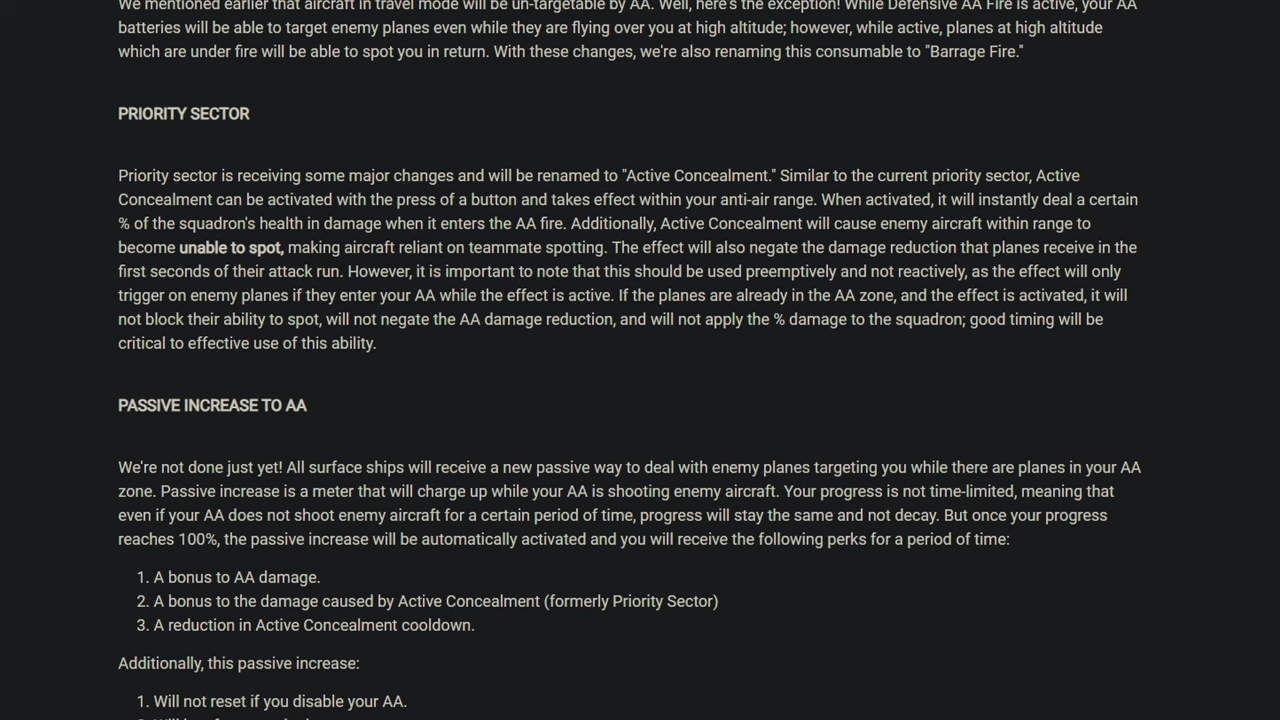 We mentioned earlier that aircraft in travel mode will be un-targetable by AA. Well, here's the exception! While Defensive AA Fire is active, your AA
batteries will be able to target enemy planes even while they are flying over you at high altitude; however, while active, planes at high altitude
which are under fire will be able to spot you in return. With these changes, we're also renaming this consumable to "Barrage Fire."
PRIORITY SECTOR
Priority sector is receiving some major changes and will be renamed to "Active Concealment." Similar to the current priority sector, Active
Concealment can be activated with the press of a button and takes effect within your anti-air range. When activated, it will instantly deal a certain
% of the squadron's health in damage when it enters the AA fire. Additionally, Active Concealment will cause enemy aircraft within range to
become unable to spot, making aircraft reliant on teammate spotting. The effect will also negate the damage reduction that planes receive in the
first seconds of their attack run. However, it is important to note that this should be used preemptively and not reactively, as the effect will only
trigger on enemy planes if they enter your AA while the effect is active. If the planes are already in the AA zone, and the effect is activated, it will
not block their ability to spot, will not negate the AA damage reduction, and will not apply the % damage to the squadron; good timing will be
critical to effective use of this ability.
PASSIVE INCREASE TO AA
We're not done just yet! All surface ships will receive a new passive way to deal with enemy planes targeting you while there are planes in your AA
zone. Passive increase is a meter that will charge up while your AA is shooting enemy aircraft. Your progress is not time-limited, meaning that
even if your AA does not shoot enemy aircraft for a certain period of time, progress will stay the same and not decay. But once your progress
reaches 100%, the passive increase will be automatically activated and you will receive the following perks for a period of time:
1. A bonus to AA damage.
2. A bonus to the damage caused by Active Concealment (formerly Priority Sector)
3. A reduction in Active Concealment cooldown.
Additionally, this passive increase:
1. Will not reset if you disable your AA.